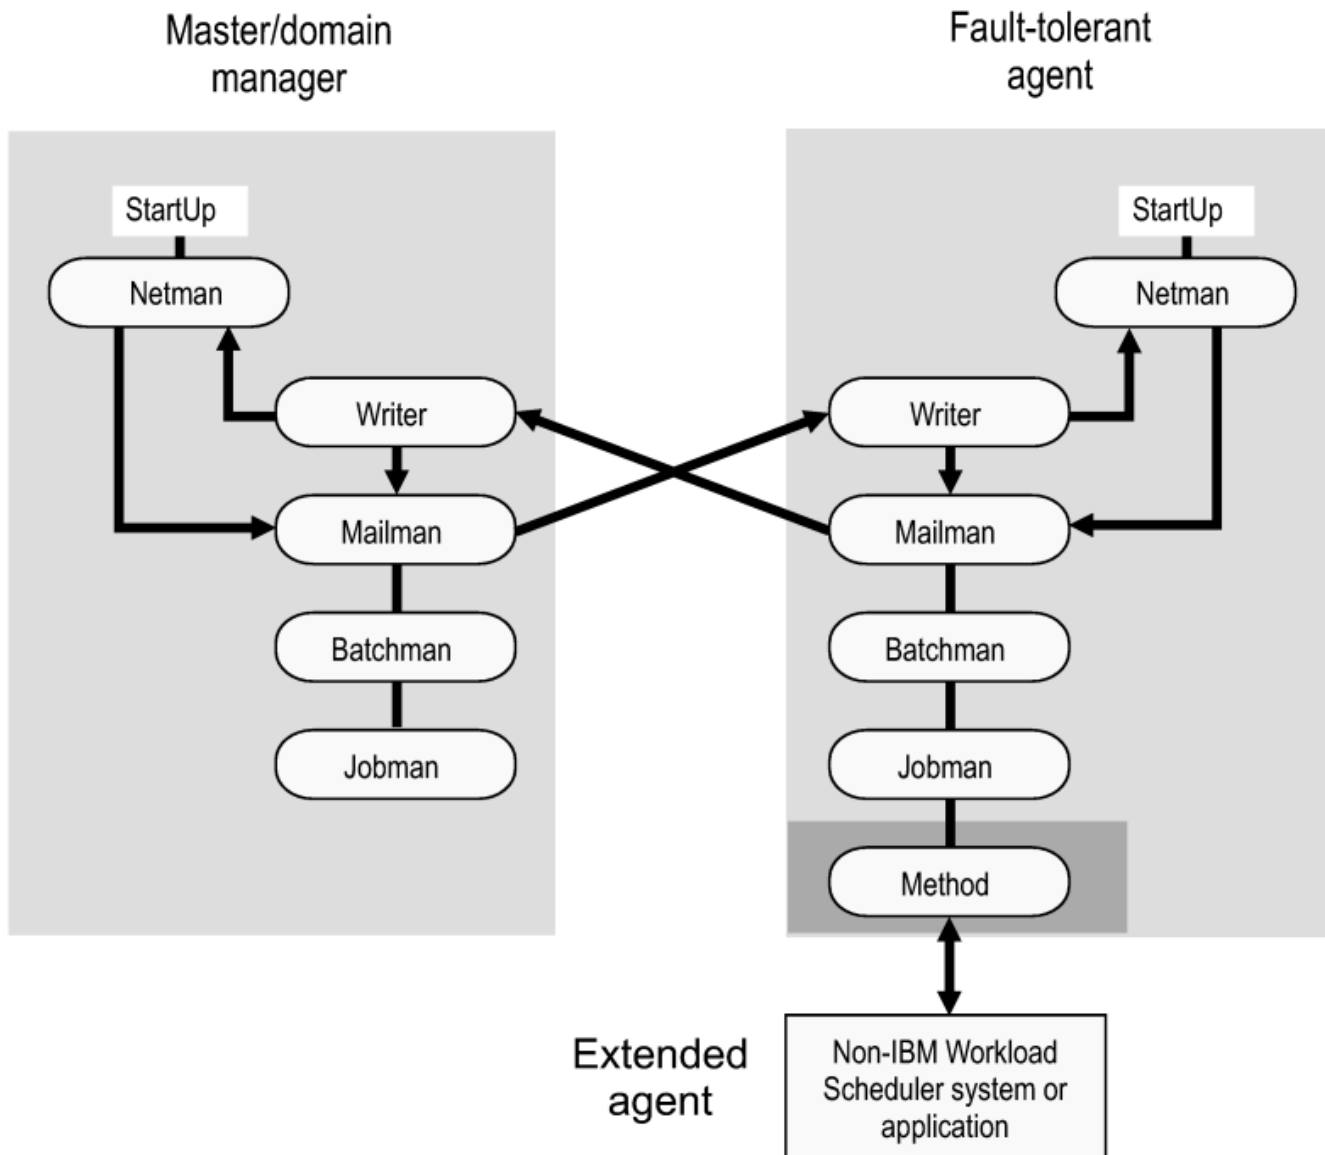 Master/domain
manager
Fault-tolerant
agent
StartUp
Netman
Writer
Mailman
Batchman
Jobman
StartUp
Netman
Writer
Mailman
Batchman
Jobman
Method
Extended
agent
Non-IBM Workload
Scheduler system or
application